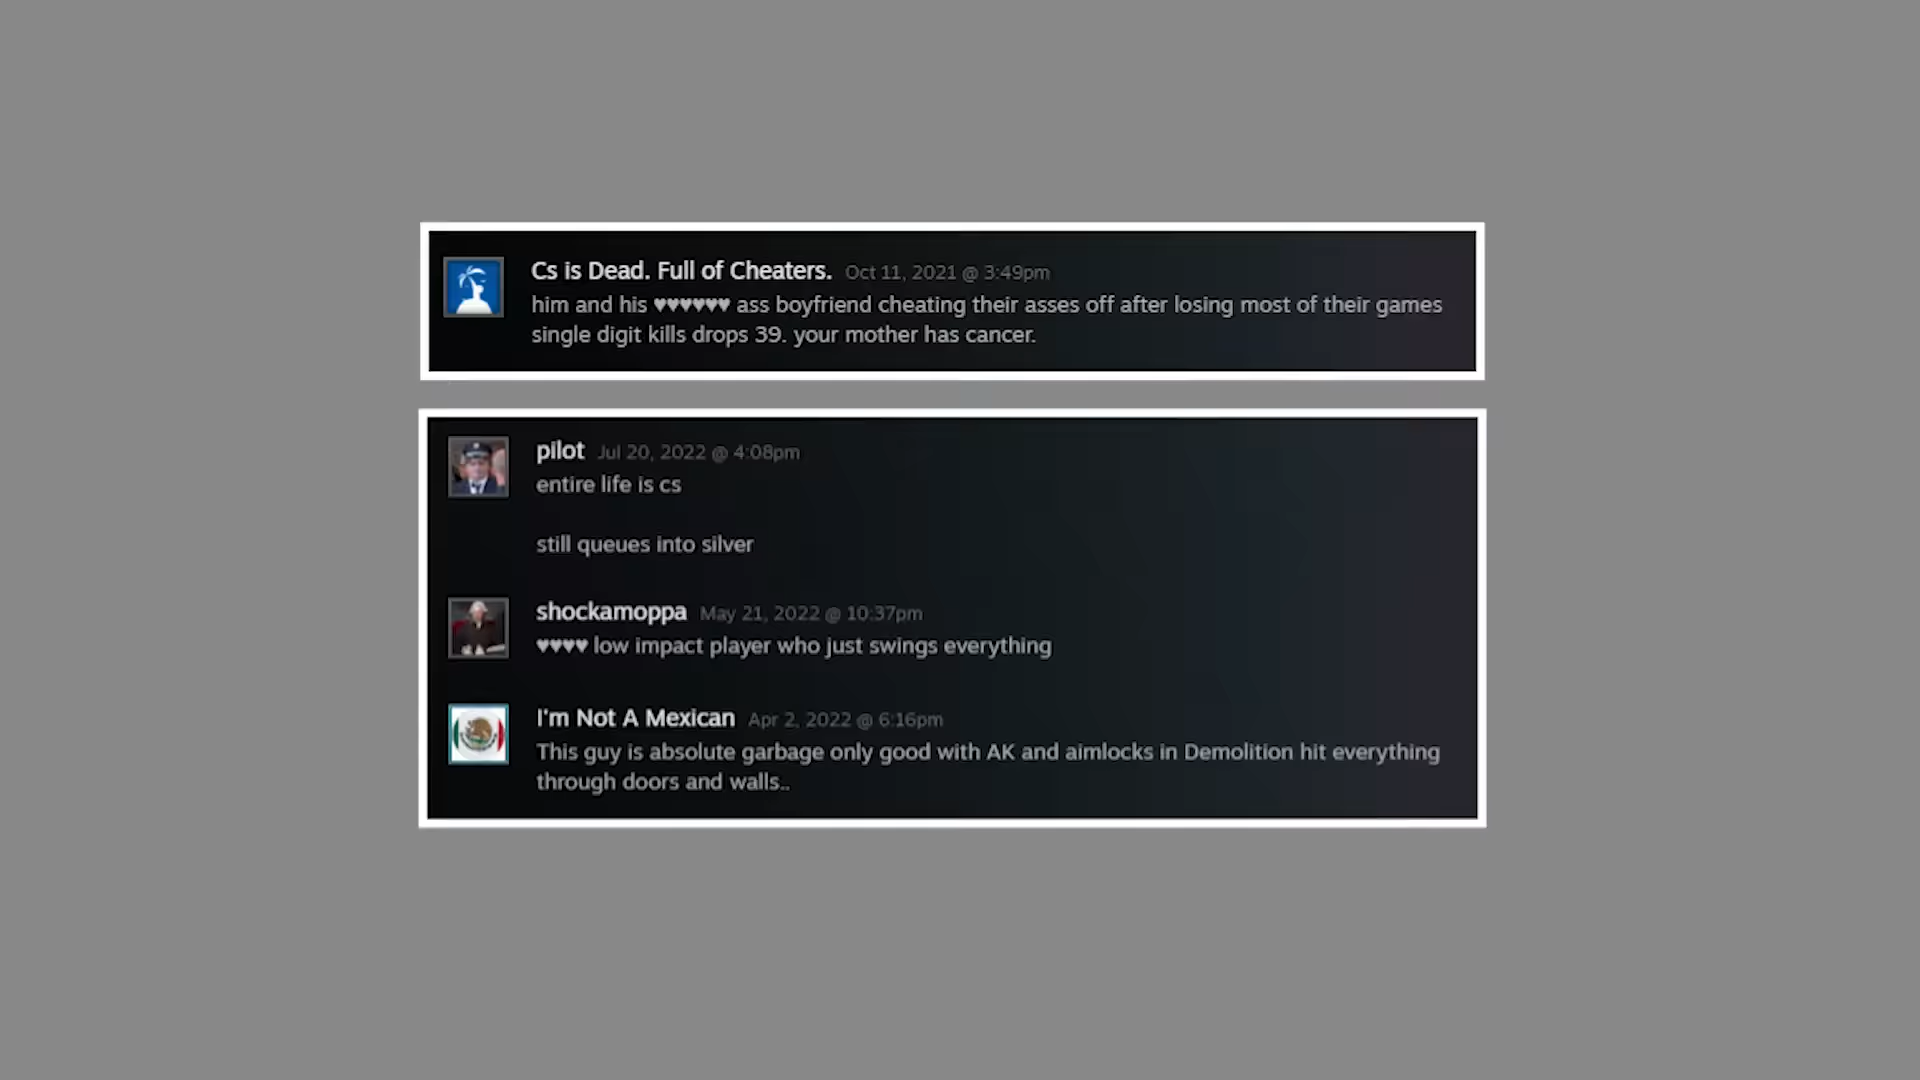 Cs is Dead. Full of Cheaters. Oct 11, 2021 @ 3:49pm
him and his ♥♥♥♥♥♥ ass boyfriend cheating their asses off after losing most of their games
single digit kills drops 39. your mother has cancer.
pilot Jul 20, 2022 @ 4:08pm
entire life is cs
still queues into silver
shockamoppa May 21, 2022 @ 10:37pm
♥♥♥♥ low impact player who just swings everything
I'm Not A Mexican Apr 2, 2022 @ 6:16pm
This guy is absolute garbage only good with AK and aimlocks in Demolition hit everything
through doors and walls..